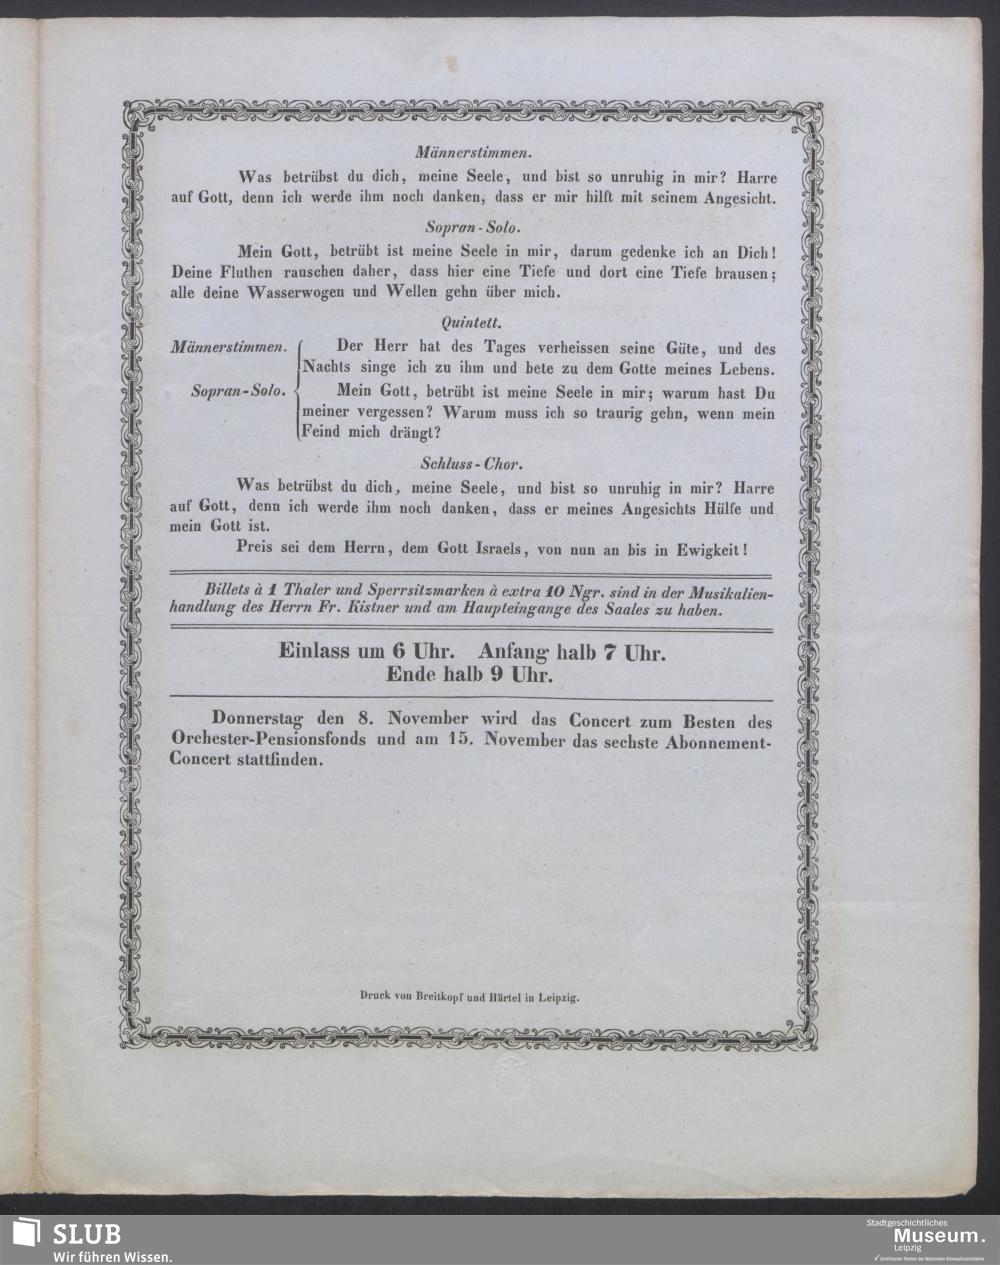 Männerstimmen.
Was betrübst du dich, meine Seele, und bist so unruhig in mir? Harre
auf Gott, denn ich werde ihm noch danken, dass er mir hilft mit seinem Angesicht.
Sopran-Solo.
Mein Gott, betrübt ist meine Seele in mir, darum gedenke ich an Dich!
Deine Fluthen rauschen daher, dass hier eine Tiefe und dort eine Tiefe brausen;
alle deine Wasserwogen und Wellen gehn über mich.
Quintett.
Männerstimmen. Der Herr hat des Tages verheissen seine Güte, und des
Nachts singe ich zu ihm und bete zu dem Gotte meines Lebens.
Sopran-Solo. Mein Gott, betrübt ist meine Seele in mir; warum hast Du
meiner vergessen? Warum muss ich so traurig gehn, wenn mein
Feind mich drängt?
Schluss-Chor.
Was betrübst du dich, meine Seele, und bist so unruhig in mir? Harre
auf Gott, denn ich werde ihm noch danken, dass er meines Angesichts Hülfe und
mein Gott ist.
Preis sei dem Herrn, dem Gott Israels, von nun an bis in Ewigkeit!
Billets à 1 Thaler und Sperrsitzmarken à extra 10 Ngr. sind in der Musikalien-
handlung des Herrn Fr. Kistner und am Haupteingange des Saales zu haben.
Einlass um 6 Uhr. Anfang halb 7 Uhr.
Ende halb 9 Uhr.
Donnerstag den 8. November wird das Concert zum Besten des
Orchester-Pensionsfonds und am 15. November das sechste Abonnement-
Concert stattfinden.
Druck von Breitkopf und Härtel in Leipzig.
SLUB
Wir führen Wissen.
Stadtgeschichtliches
Museum.
Leipzig
Zertifizierter Partner der Nationalen Klimaschutzinitiative